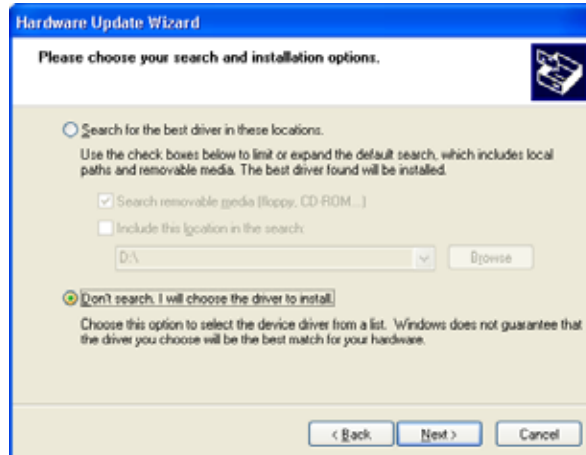 Hardware Update Wizard
Please choose your search and installation options.
Search for the best driver in these locations.
Use the check boxes below to limit or expand the default search, which includes local
paths and removable media. The best driver found will be installed.
Search removable media (floppy, CD-ROM...)
Include this location in the search:
D:\
Browse
Don't search. I will choose the driver to install.
Choose this option to select the device driver from a list. Windows does not guarantee that
the driver you choose will be the best match for your hardware.
< Back
Next >
Cancel